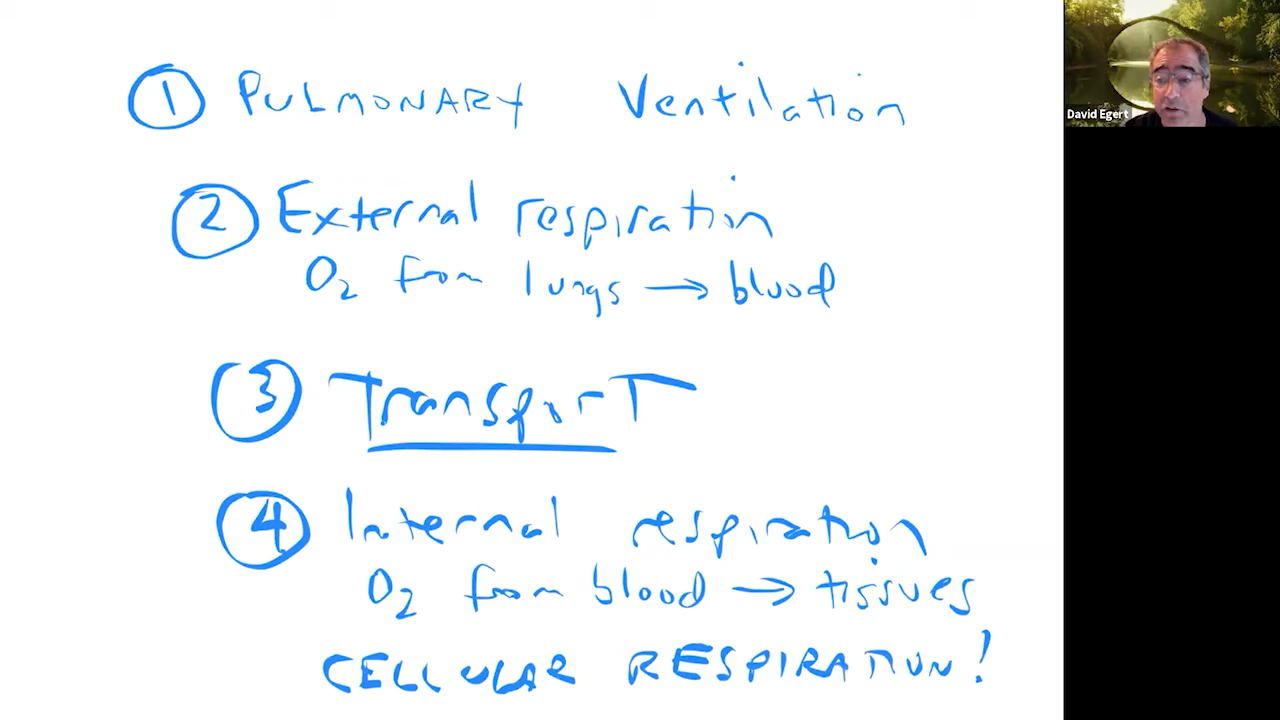 ① PULMONARY Ventilation
② External respiration
O₂ from lungs → blood
③ TransporT
④ Internal respiration
O₂ from blood → tissues
CELLULAR RESPIRATION!
David Egert